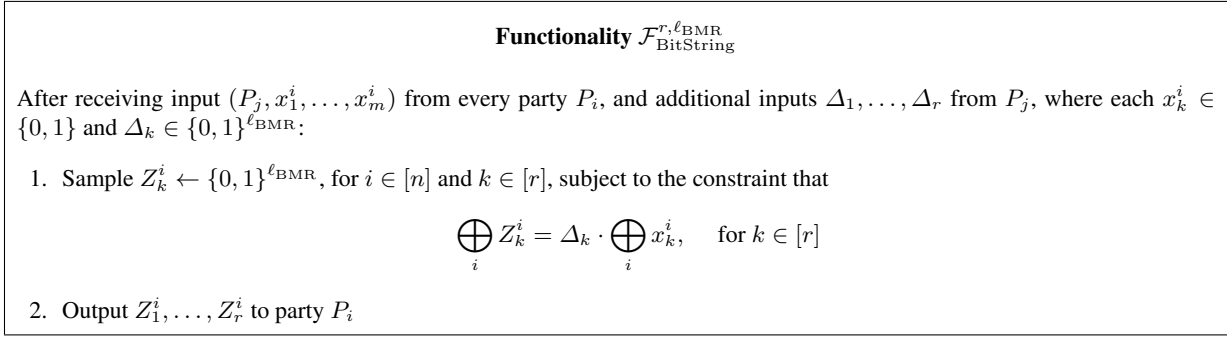 Functionality $\mathcal{F}_{\text{BitString}}^{r,\ell_{\text{BMR}}}$
After receiving input $(P_j, x_1^i, \ldots, x_m^i)$ from every party $P_i$, and additional inputs $\Delta_1, \ldots, \Delta_r$ from $P_j$, where each $x_k^i \in$
$\{0,1\}$ and $\Delta_k \in \{0,1\}^{\ell_{\text{BMR}}}$:
1. Sample $Z_k^i \leftarrow \{0,1\}^{\ell_{\text{BMR}}}$, for $i \in [n]$ and $k \in [r]$, subject to the constraint that
$\bigoplus_i Z_k^i = \Delta_k \cdot \bigoplus_i x_k^i,$ for $k \in [r]$
2. Output $Z_1^i, \ldots, Z_r^i$ to party $P_i$